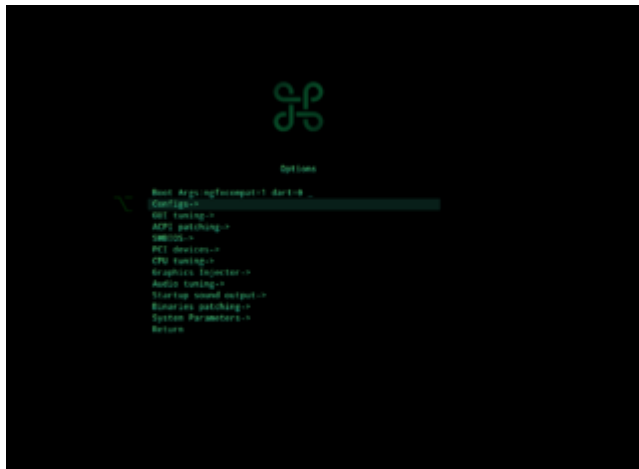 Options
Boot Args:ngfxcompat=1 dart=0 _
Configs->
GUI tuning->
ACPI patching->
SMBIOS->
PCI devices->
CPU tuning->
Graphics Injector->
Audio tuning->
Startup sound output->
Binaries patching->
System Parameters->
Return